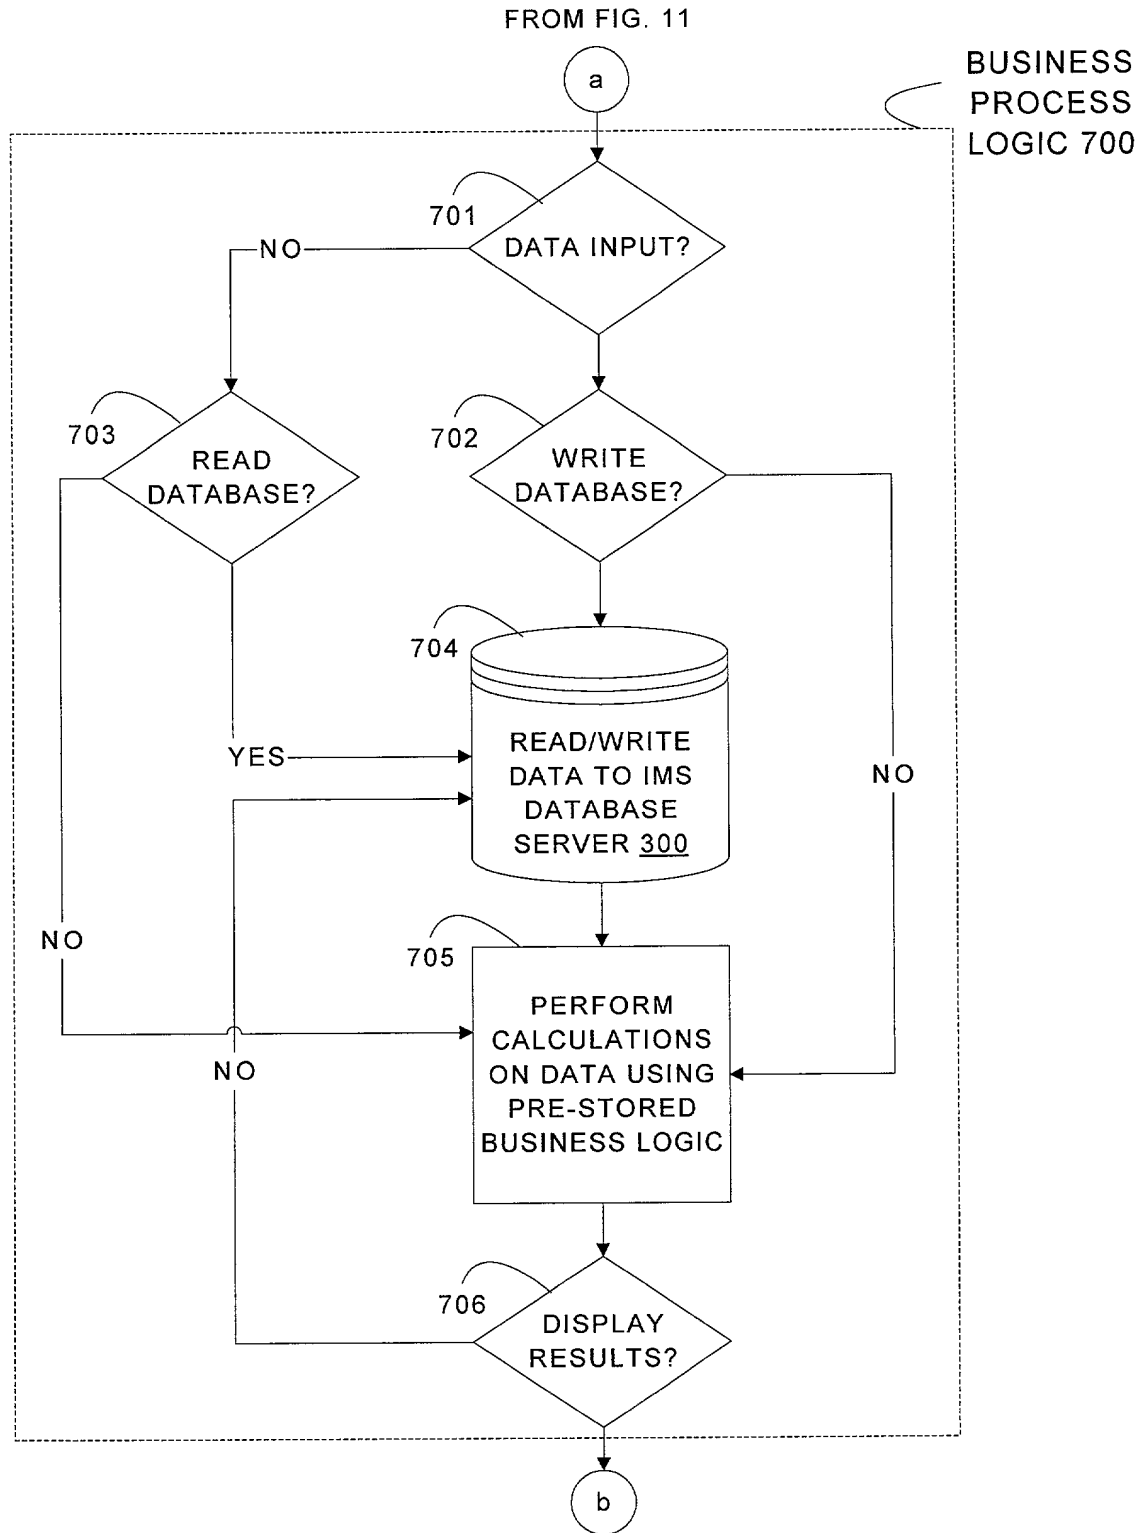 FROM FIG. 11
a
BUSINESS
PROCESS
LOGIC 700
701
DATA INPUT?
NO
703
READ
DATABASE?
702
WRITE
DATABASE?
704
READ/WRITE
DATA TO IMS
DATABASE
SERVER 300
YES
NO
NO
705
PERFORM
CALCULATIONS
ON DATA USING
PRE-STORED
BUSINESS LOGIC
NO
706
DISPLAY
RESULTS?
b